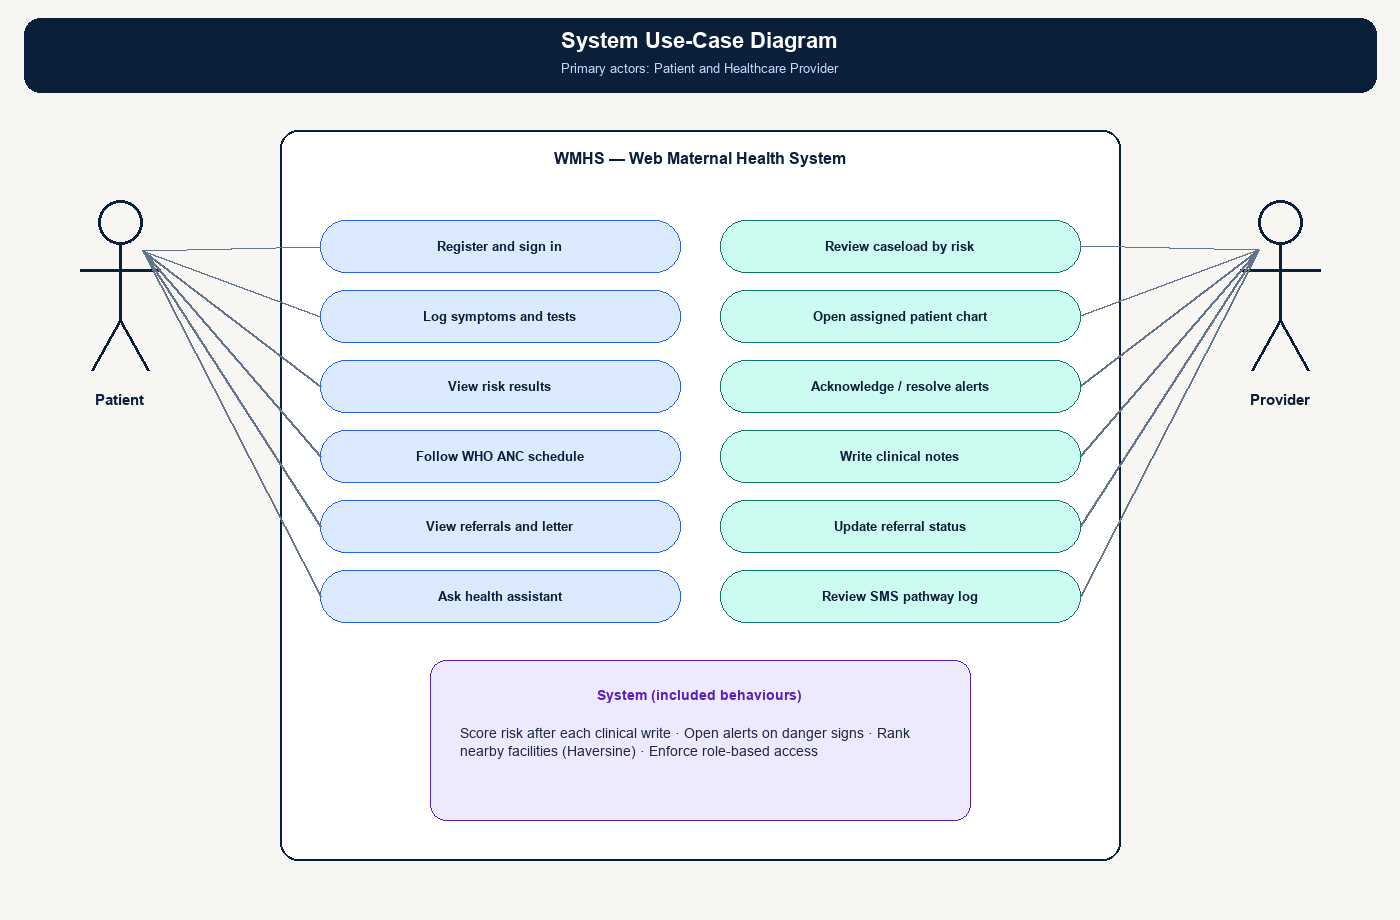 System Use-Case Diagram
Primary actors: Patient and Healthcare Provider
WMHS — Web Maternal Health System
Register and sign in
Log symptoms and tests
View risk results
Follow WHO ANC schedule
View referrals and letter
Ask health assistant
Review caseload by risk
Open assigned patient chart
Acknowledge / resolve alerts
Write clinical notes
Update referral status
Review SMS pathway log
Patient
Provider
System (included behaviours)
Score risk after each clinical write · Open alerts on danger signs · Rank
nearby facilities (Haversine) · Enforce role-based access